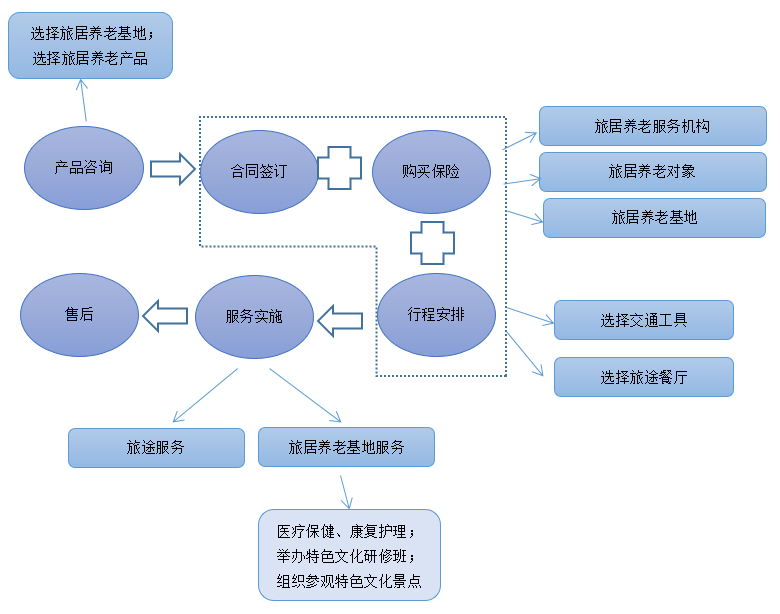 选择旅居养老基地；
选择旅居养老产品
产品咨询
合同签订
购买保险
旅居养老服务机构
旅居养老对象
旅居养老基地
售后
服务实施
行程安排
选择交通工具
选择旅途餐厅
旅途服务
旅居养老基地服务
医疗保健、康复护理；
举办特色文化研修班；
组织参观特色文化景点